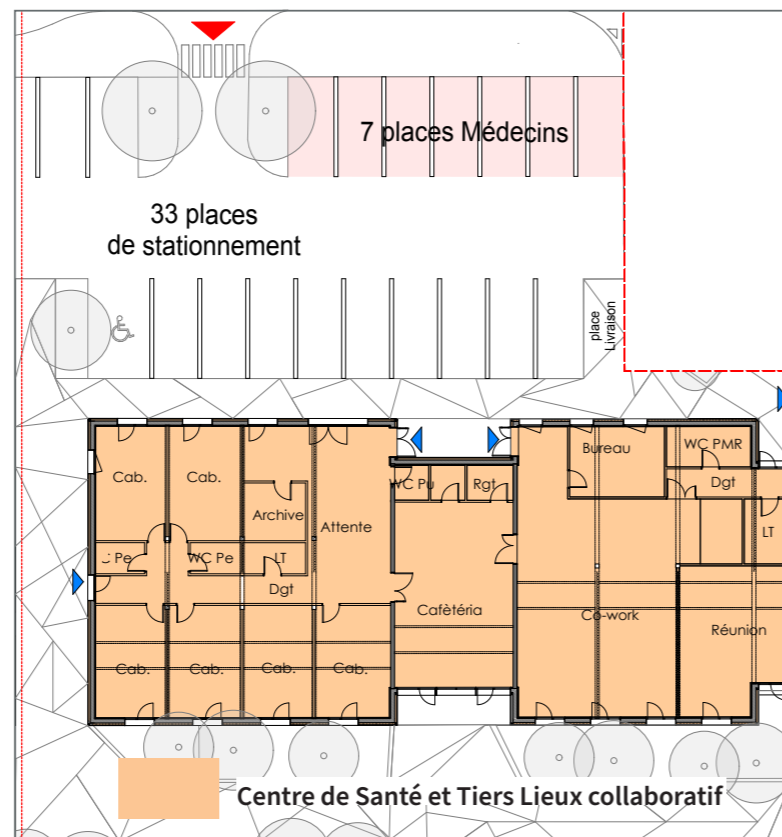 7 places Médecins
33 places
de stationnement
place
Livraison
Bureau
WC PMR
Cab.
Cab.
WC Pu
Rgt
Dgt
Archive
Attente
LT
C Pe
WC Pe
LT
Dgt
Cafètéria
Co-work
Réunion
Cab.
Cab.
Cab.
Cab.
Centre de Santé et Tiers Lieux collaboratif